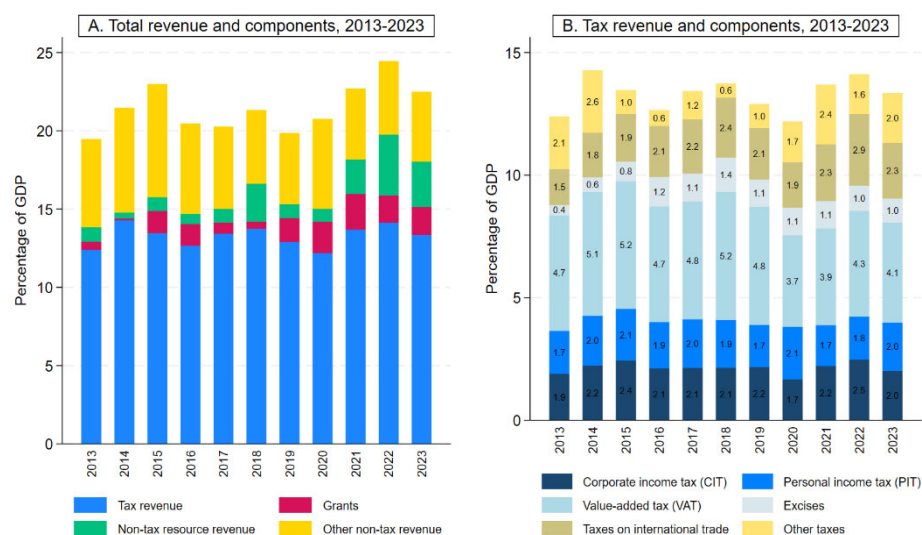 A. Total revenue and components, 2013-2023
Percentage of GDP
25
20
15
10
5
0
2013 2014 2015 2016 2017 2018 2019 2020 2021 2022 2023
Tax revenue Grants
Non-tax resource revenue Other non-tax revenue
B. Tax revenue and components, 2013-2023
Percentage of GDP
15
10
5
0
2.1 2.6 1.0 0.6 1.2 0.6 1.0 1.7 2.4 1.6 2.0
1.5 1.8 1.9 2.1 2.2 2.4 2.1 1.9 2.3 2.9 2.3
0.4 0.6 0.8 1.2 1.1 1.4 1.1 1.1 1.1 1.0 1.0
4.7 5.1 5.2 4.7 4.8 5.2 4.8 3.7 3.9 4.3 4.1
1.7 2.0 2.1 1.9 2.0 1.9 1.7 2.1 1.7 1.8 2.0
1.9 2.2 2.4 2.1 2.1 2.1 2.2 1.7 2.2 2.5 2.0
2013 2014 2015 2016 2017 2018 2019 2020 2021 2022 2023
Corporate income tax (CIT) Personal income tax (PIT)
Value-added tax (VAT) Excises
Taxes on international trade Other taxes